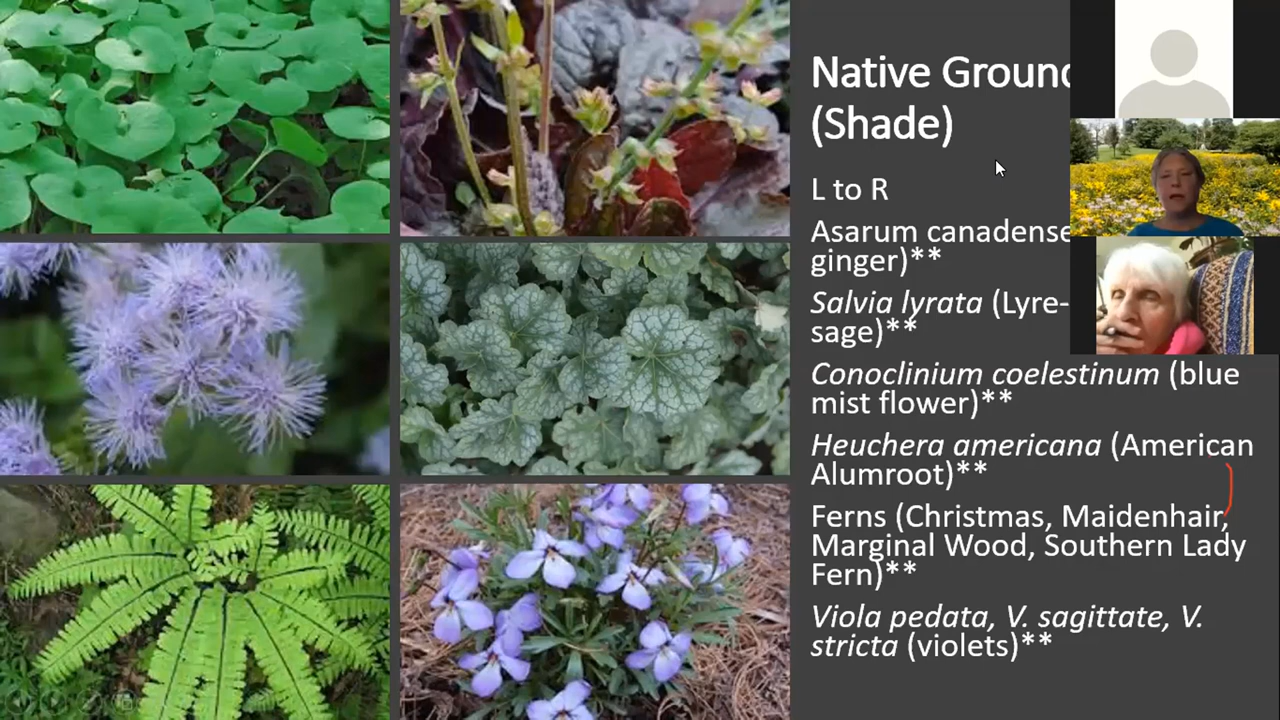 Native Ground
(Shade)
L to R
Asarum canadense
ginger)**
Salvia lyrata (Lyre-
sage)**
Conoclinium coelestinum (blue
mist flower)**
Heuchera americana (American
Alumroot)**
Ferns (Christmas, Maidenhair,
Marginal Wood, Southern Lady
Fern)**
Viola pedata, V. sagittate, V.
stricta (violets)**